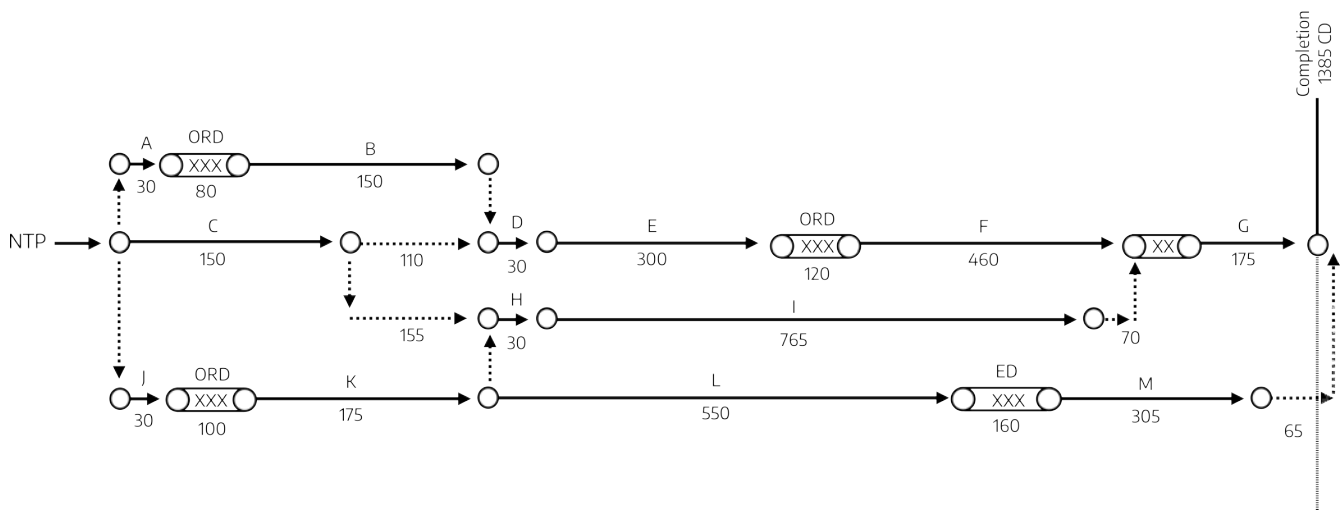 Completion
1385 CD
A
ORD
XXX
B
30
80
150
NTP
C
150
110
D
30
E
300
ORD
XXX
120
F
460
XX
G
175
155
H
30
I
765
70
J
30
ORD
XXX
100
K
175
L
550
ED
XXX
160
M
305
65